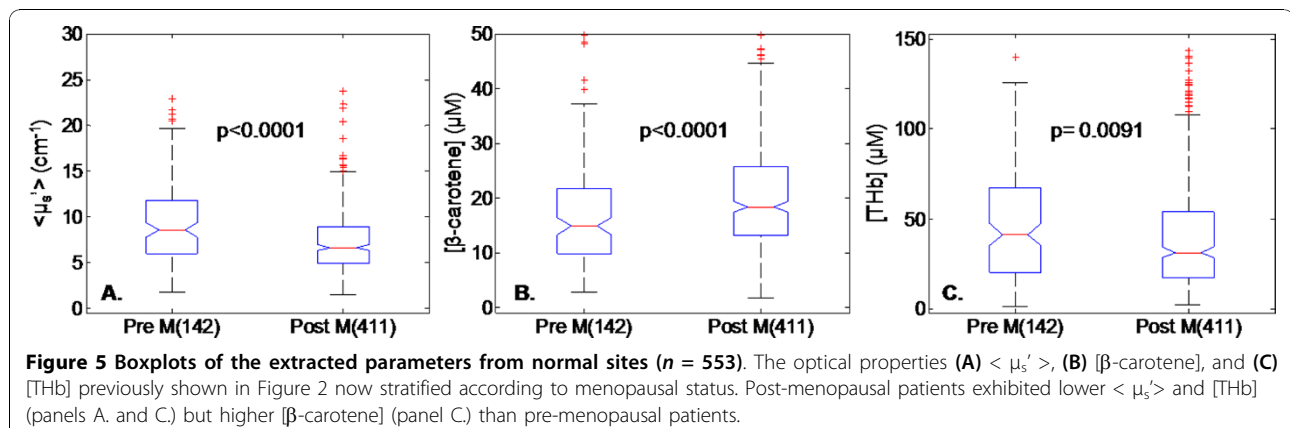 30
25
20
15
10
5
0
<μs'> (cm-1)
p<0.0001
A.
Pre M(142) Post M(411)
50
40
30
20
10
0
[β-carotene] (μM)
p<0.0001
B.
Pre M(142) Post M(411)
150
100
50
0
[THb] (μM)
p= 0.0091
C.
Pre M(142) Post M(411)
Figure 5 Boxplots of the extracted parameters from normal sites (n = 553). The optical properties (A) < μs′ >, (B) [β-carotene], and (C)
[THb] previously shown in Figure 2 now stratified according to menopausal status. Post-menopausal patients exhibited lower < μs′> and [THb]
(panels A. and C.) but higher [β-carotene] (panel C.) than pre-menopausal patients.